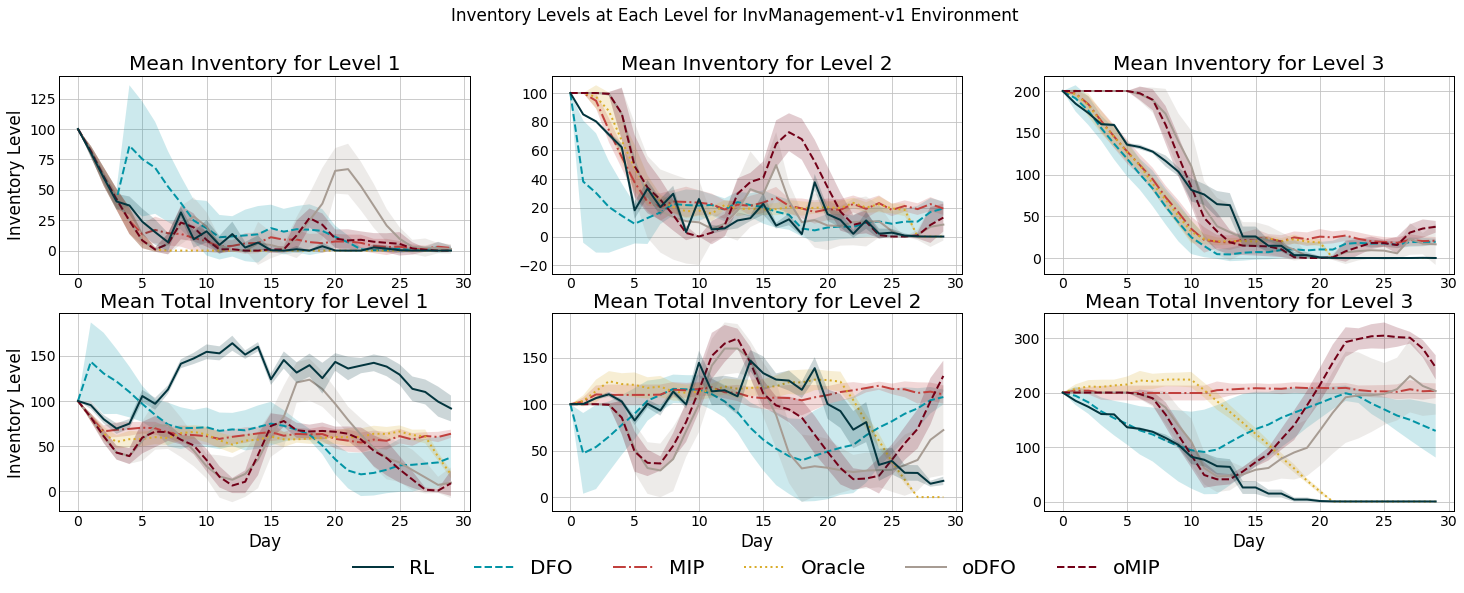 Inventory Levels at Each Level for InvManagement-v1 Environment
Mean Inventory for Level 1
Mean Inventory for Level 2
Mean Inventory for Level 3
Inventory Level
125
100
75
50
25
0
0 5 10 15 20 25 30
100
80
60
40
20
0
−20
0 5 10 15 20 25 30
200
150
100
50
0
0 5 10 15 20 25 30
Mean Total Inventory for Level 1
Mean Total Inventory for Level 2
Mean Total Inventory for Level 3
Inventory Level
150
100
50
0
0 5 10 15 20 25 30
Day
150
100
50
0
0 5 10 15 20 25 30
Day
300
200
100
0
0 5 10 15 20 25 30
Day
RL DFO MIP Oracle oDFO oMIP